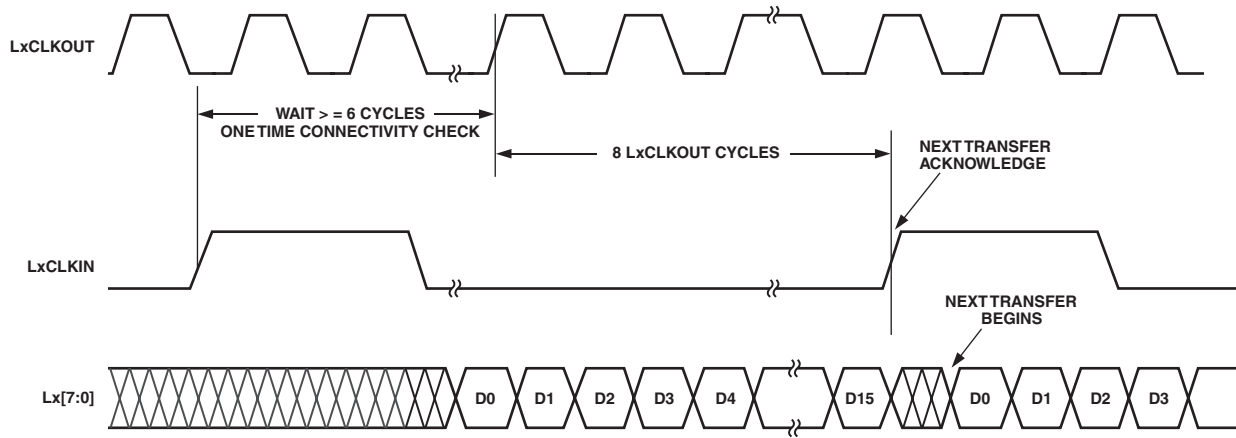 LxCLKOUT
WAIT > = 6 CYCLES
ONE TIME CONNECTIVITY CHECK
8 LxCLKOUT CYCLES
NEXT TRANSFER
ACKNOWLEDGE
LxCLKIN
NEXT TRANSFER
BEGINS
Lx[7:0]
D0 D1 D2 D3 D4 D15 D0 D1 D2 D3